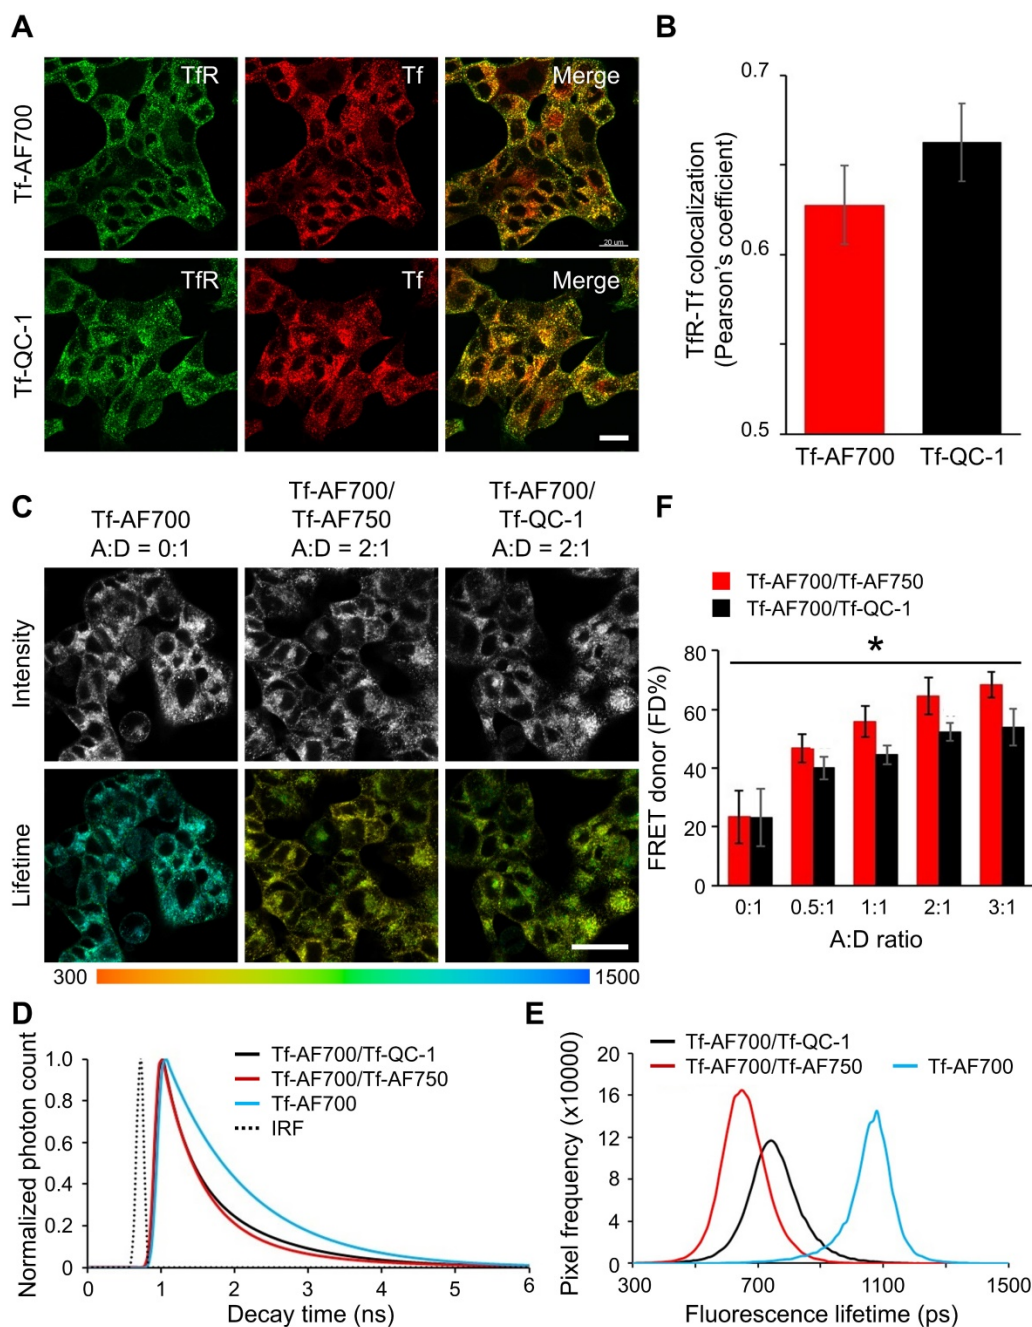 A
TfR
Tf
Merge
Tf-AF700
20 um
TfR
Tf
Merge
Tf-QC-1
B
0.7
0.6
0.5
TfR-Tf colocalization
(Pearson's coefficient)
Tf-AF700
Tf-QC-1
C
Tf-AF700
A:D = 0:1
Tf-AF700/
Tf-AF750
A:D = 2:1
Tf-AF700/
Tf-QC-1
A:D = 2:1
Intensity
Lifetime
300
1500
F
Tf-AF700/Tf-AF750
Tf-AF700/Tf-QC-1
*
80
60
40
20
0
FRET donor (FD%)
0:1
0.5:1
1:1
2:1
3:1
A:D ratio
D
Normalized photon count
1.0
0.8
0.6
0.4
0.2
0
Tf-AF700/Tf-QC-1
Tf-AF700/Tf-AF750
Tf-AF700
IRF
0
1
2
3
4
5
6
Decay time (ns)
E
Tf-AF700/Tf-QC-1
Tf-AF700/Tf-AF750
Tf-AF700
Pixel frequency (x10000)
20
16
12
8
4
0
300
700
1100
1500
Fluorescence lifetime (ps)